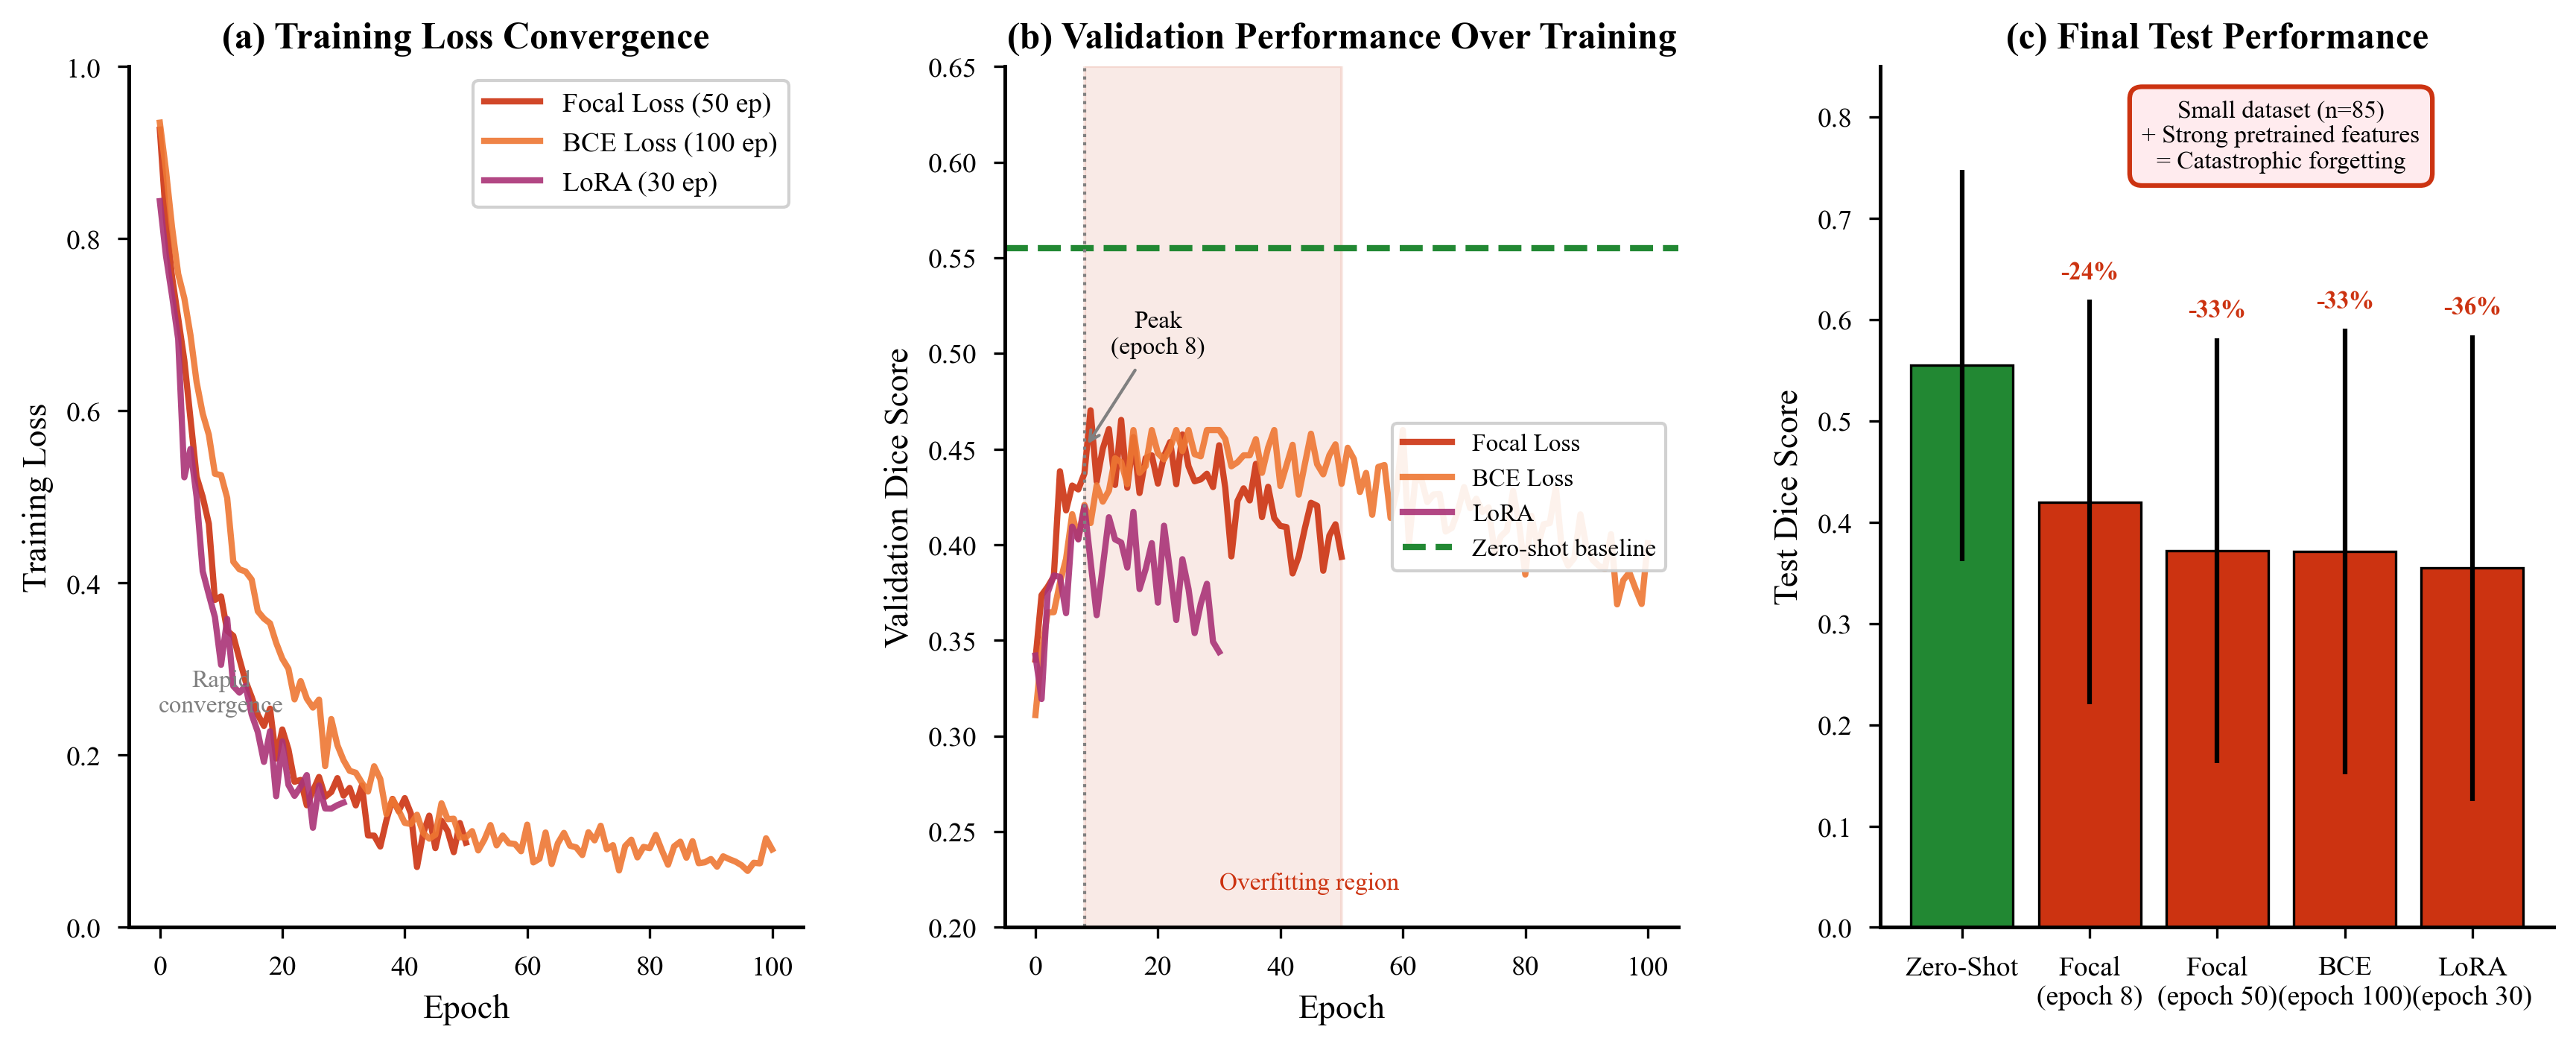 (a) Training Loss Convergence
1.0
0.8
0.6
0.4
0.2
0.0
Training Loss
Focal Loss (50 ep)
BCE Loss (100 ep)
LoRA (30 ep)
Rapid
convergence
0 20 40 60 80 100
Epoch
(b) Validation Performance Over Training
0.65
0.60
0.55
0.50
0.45
0.40
0.35
0.30
0.25
0.20
Validation Dice Score
Peak
(epoch 8)
Focal Loss
BCE Loss
LoRA
Zero-shot baseline
Overfitting region
0 20 40 60 80 100
Epoch
(c) Final Test Performance
0.8
0.7
0.6
0.5
0.4
0.3
0.2
0.1
0.0
Test Dice Score
Small dataset (n=85)
+ Strong pretrained features
= Catastrophic forgetting
-24%
-33%
-33%
-36%
Zero-Shot
Focal
(epoch 8)
Focal
(epoch 50)
BCE
(epoch 100)
LoRA
(epoch 30)